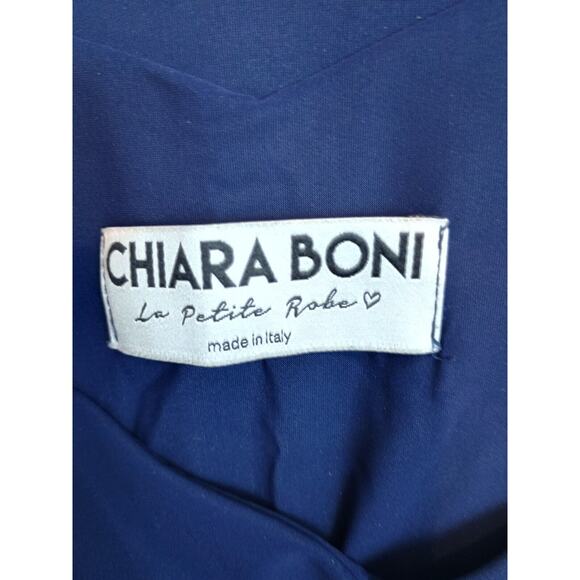 CHIARA BONI
La Petite Robe♡
made in Italy